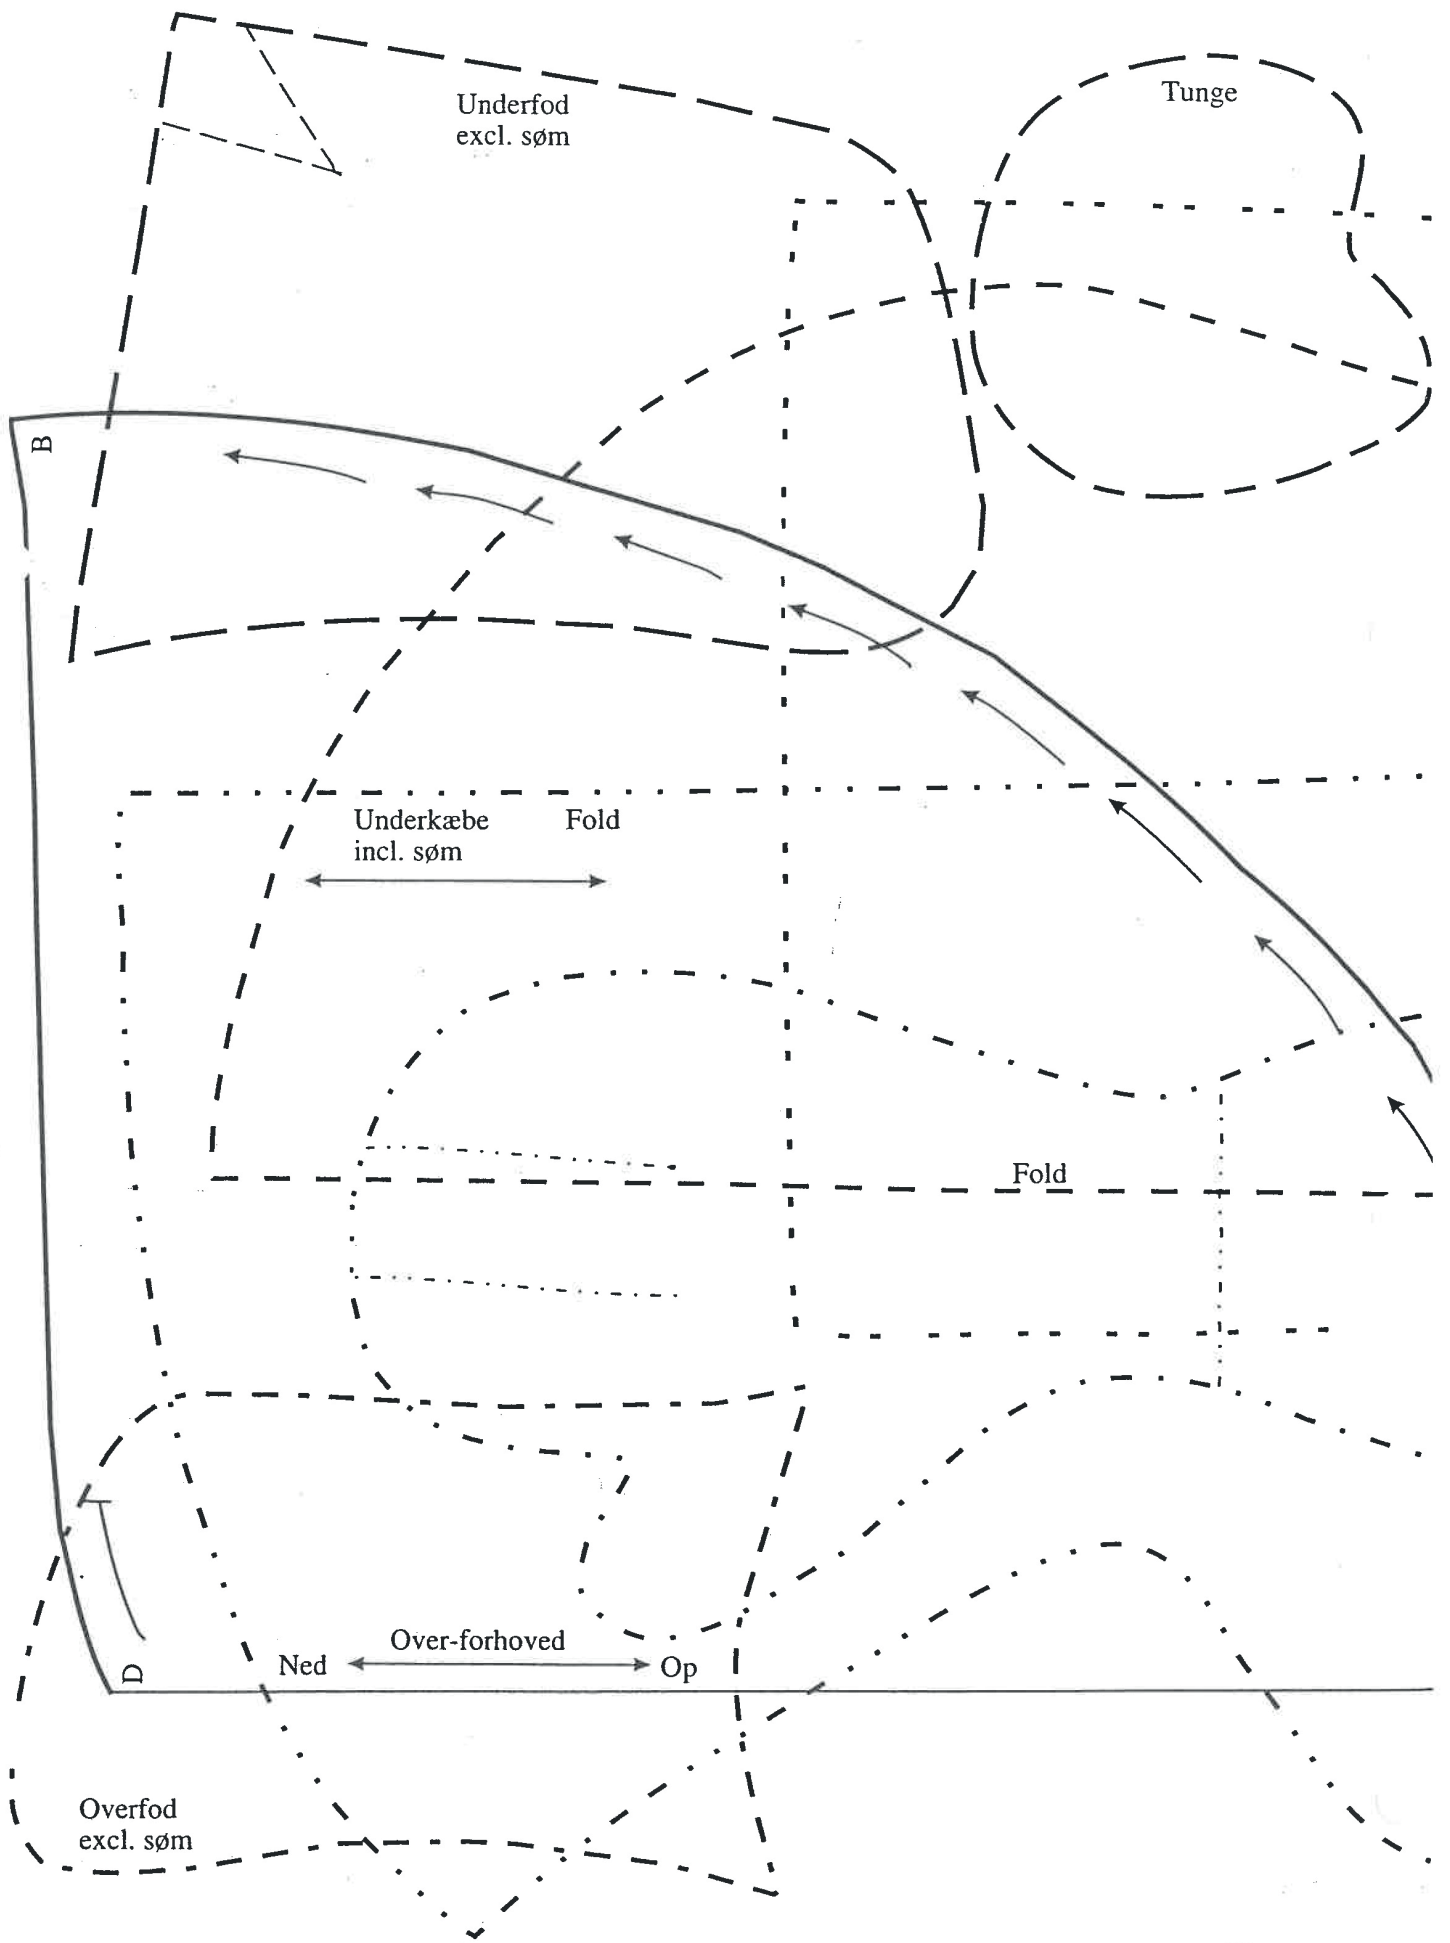 Underfod
excl. søm
Tunge
B
Underkæbe
incl. søm
Fold
Fold
Over-forhoved
Ned
Op
D
Overfod
excl. søm